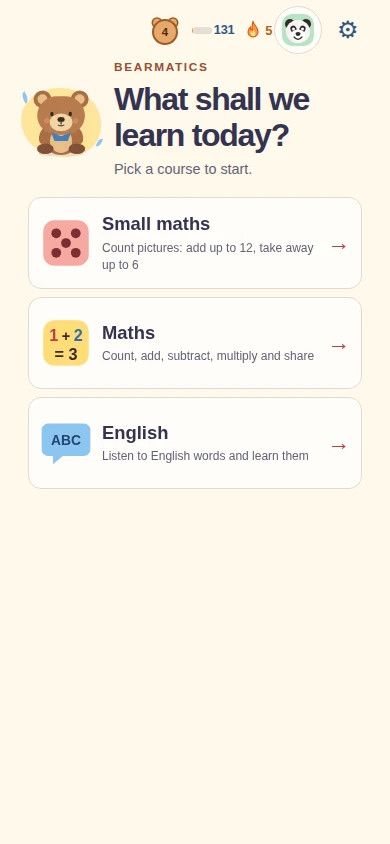 4 131 5
BEARMATICS
What shall we
learn today?
Pick a course to start.
Small maths
Count pictures: add up to 12, take away
up to 6
→
1 + 2
= 3
Maths
Count, add, subtract, multiply and share
→
ABC
English
Listen to English words and learn them
→